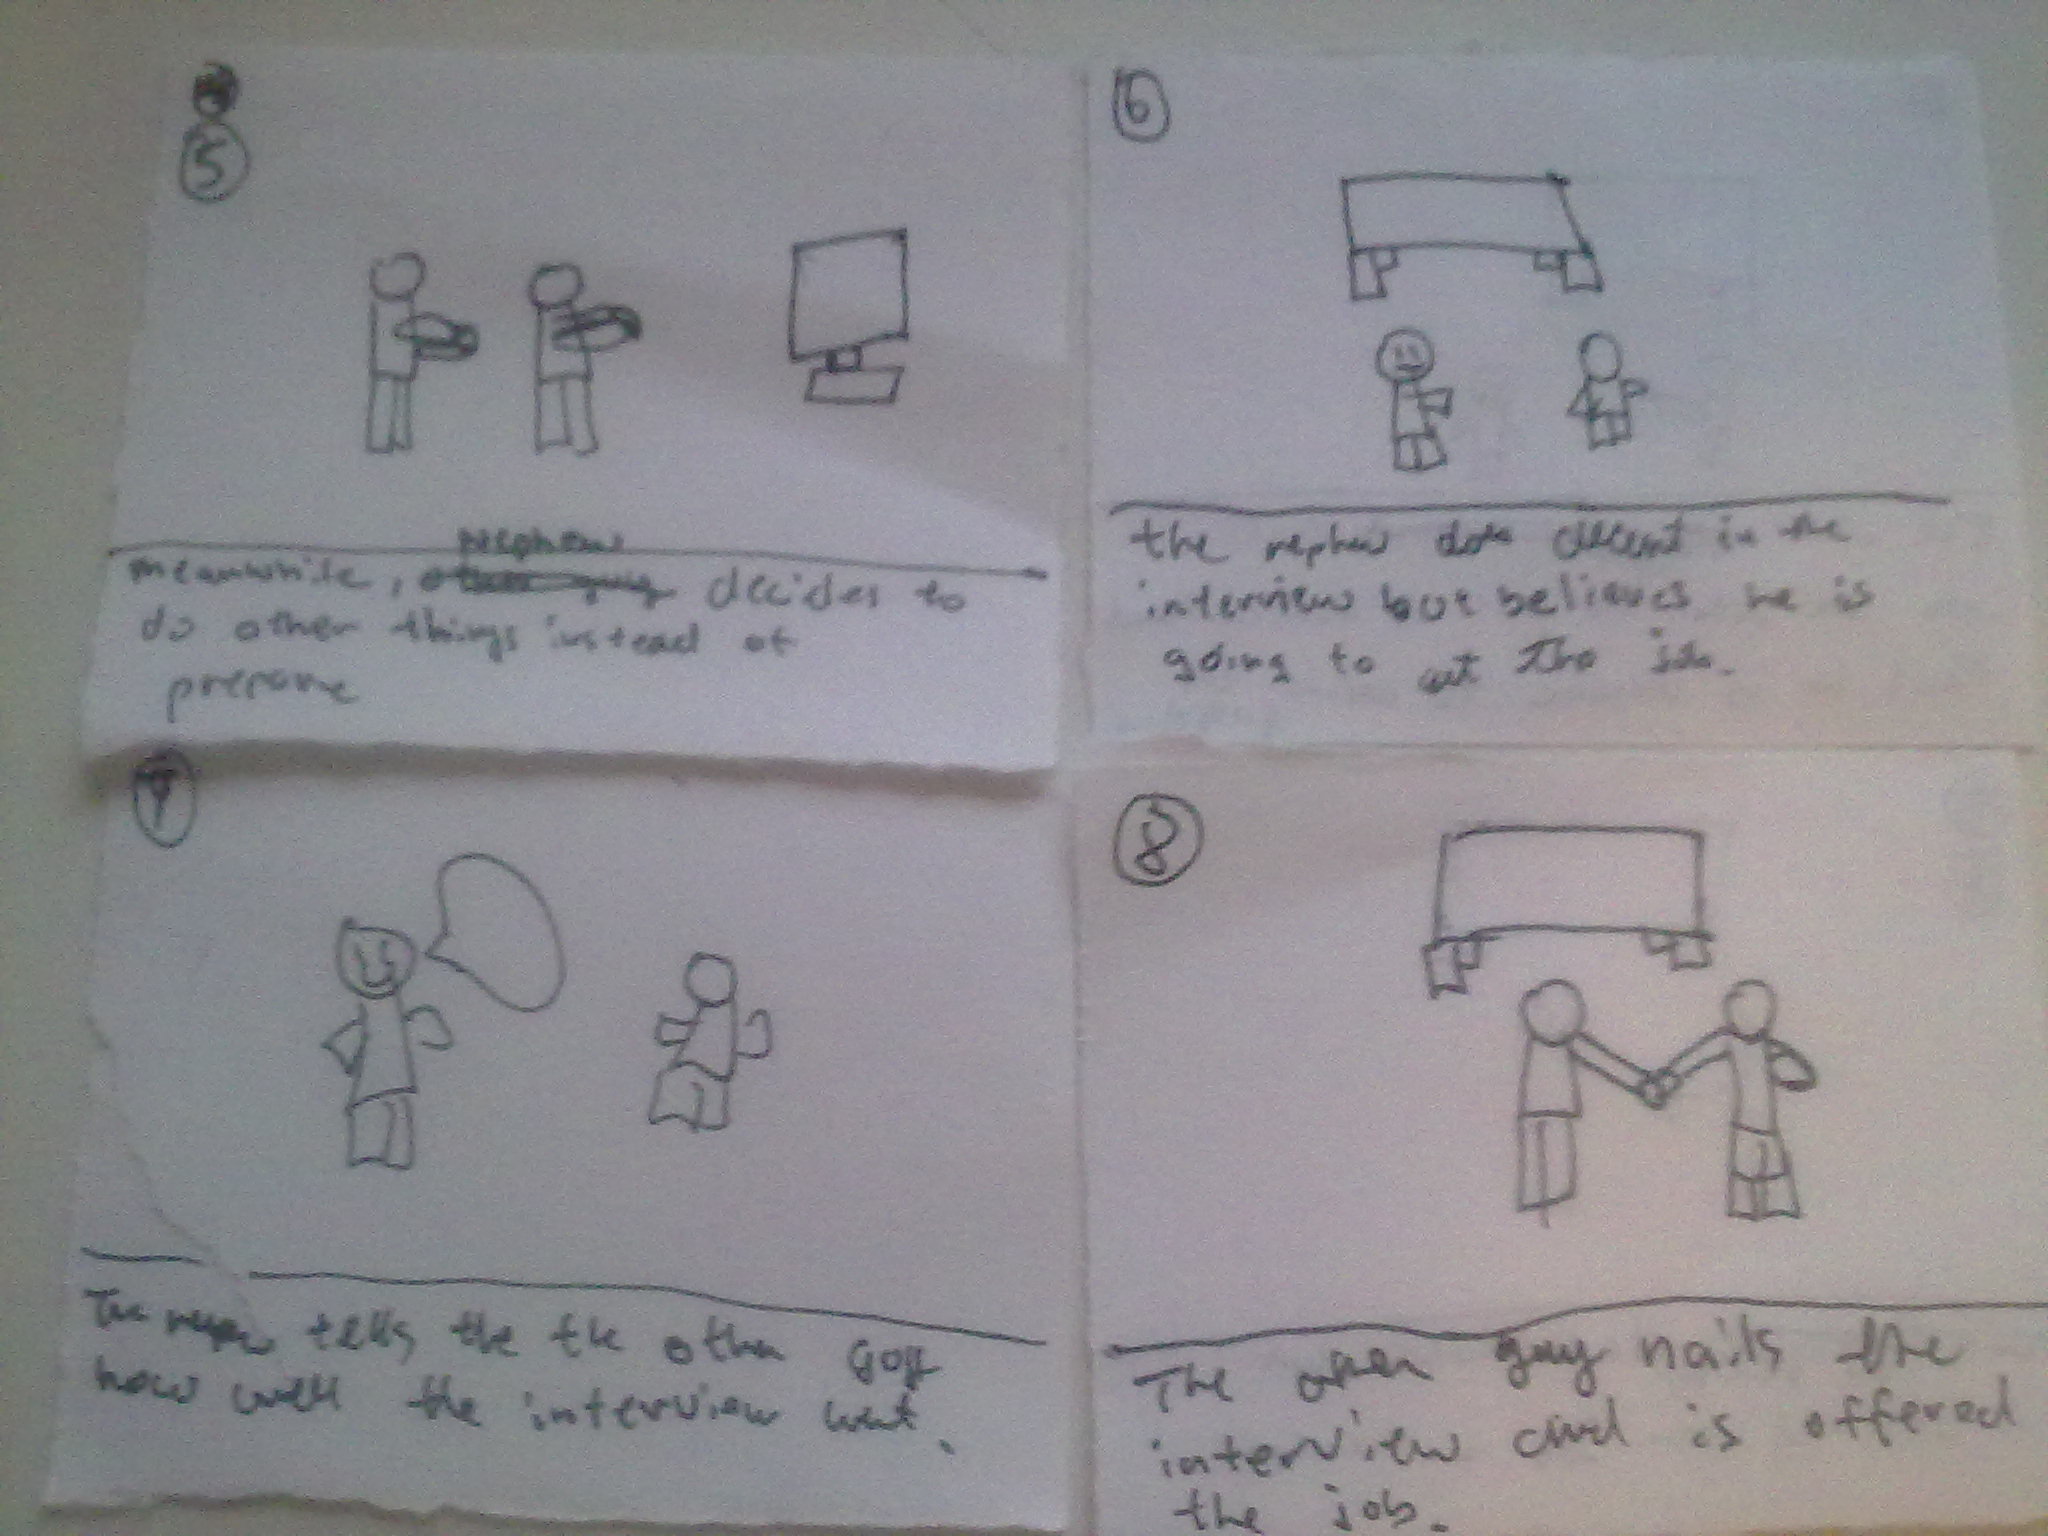 5
nephew
meanwhile, other guy decides to
do other things instead of
prepare
6
the nephew does decent in the
interview but believes he is
going to get the job.
7
The nephew tells the the other guy
how well the interview went.
8
The other guy nails the
interview and is offered
the job.